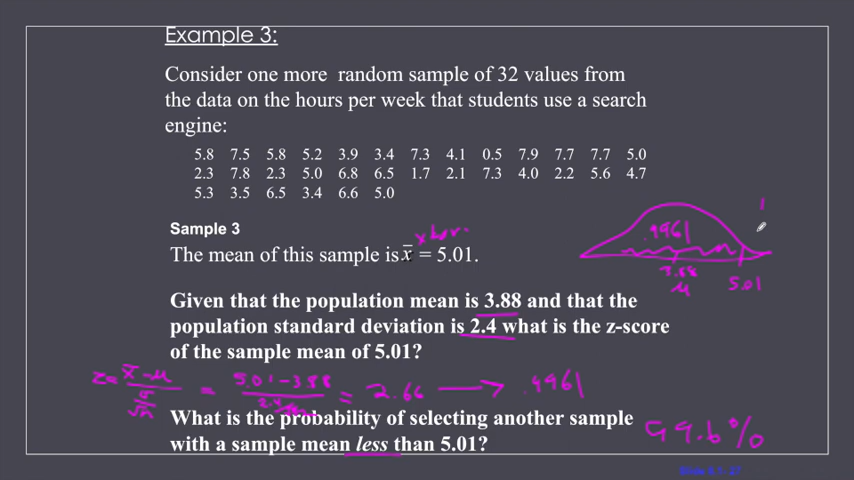 Example 3:
Consider one more random sample of 32 values from
the data on the hours per week that students use a search
engine:
5.8 7.5 5.8 5.2 3.9 3.4 7.3 4.1 0.5 7.9 7.7 7.7 5.0
2.3 7.8 2.3 5.0 6.8 6.5 1.7 2.1 7.3 4.0 2.2 5.6 4.7
5.3 3.5 6.5 3.4 6.6 5.0
Sample 3
x bar
The mean of this sample is x̄ = 5.01.
.9961
3.88
μ
5.01
Given that the population mean is 3.88 and that the
population standard deviation is 2.4 what is the z-score
of the sample mean of 5.01?
z = (x̄ - μ)/(σ/√n) = (5.01 - 3.88)/ = 2.66 → .9961
What is the probability of selecting another sample
with a sample mean less than 5.01?
99.6%